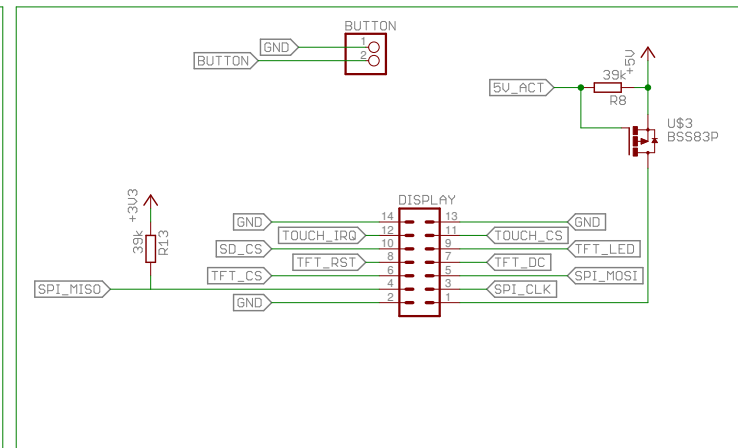 BUTTON
GND
1
BUTTON
2
+5V
39k
5V_ACT
R8
U$3
BSS83P
+3V3
39k
R13
DISPLAY
GND 14 13 GND
TOUCH_IRQ 12 11 TOUCH_CS
SD_CS 10 9 TFT_LED
TFT_RST 8 7 TFT_DC
TFT_CS 6 5 SPI_MOSI
SPI_MISO 4 3 SPI_CLK
GND 2 1